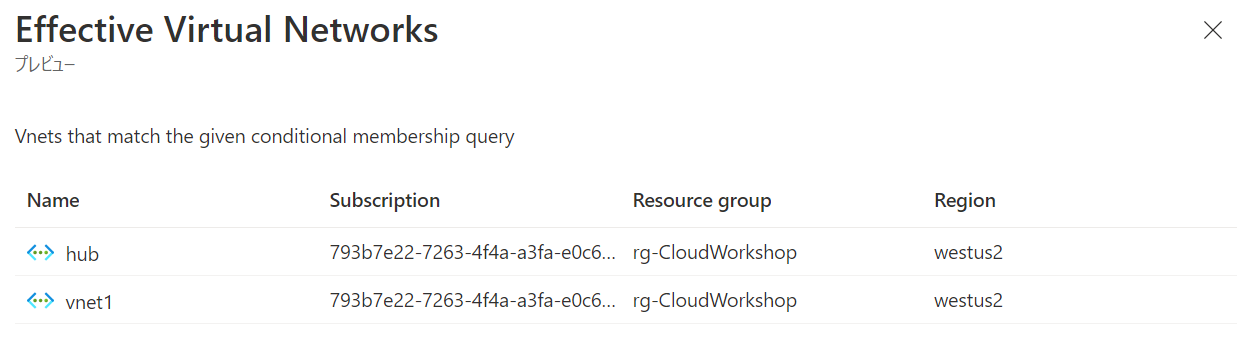 Effective Virtual Networks
プレビュー
Vnets that match the given conditional membership query
Name Subscription Resource group Region
hub 793b7e22-7263-4f4a-a3fa-e0c6... rg-CloudWorkshop westus2
vnet1 793b7e22-7263-4f4a-a3fa-e0c6... rg-CloudWorkshop westus2